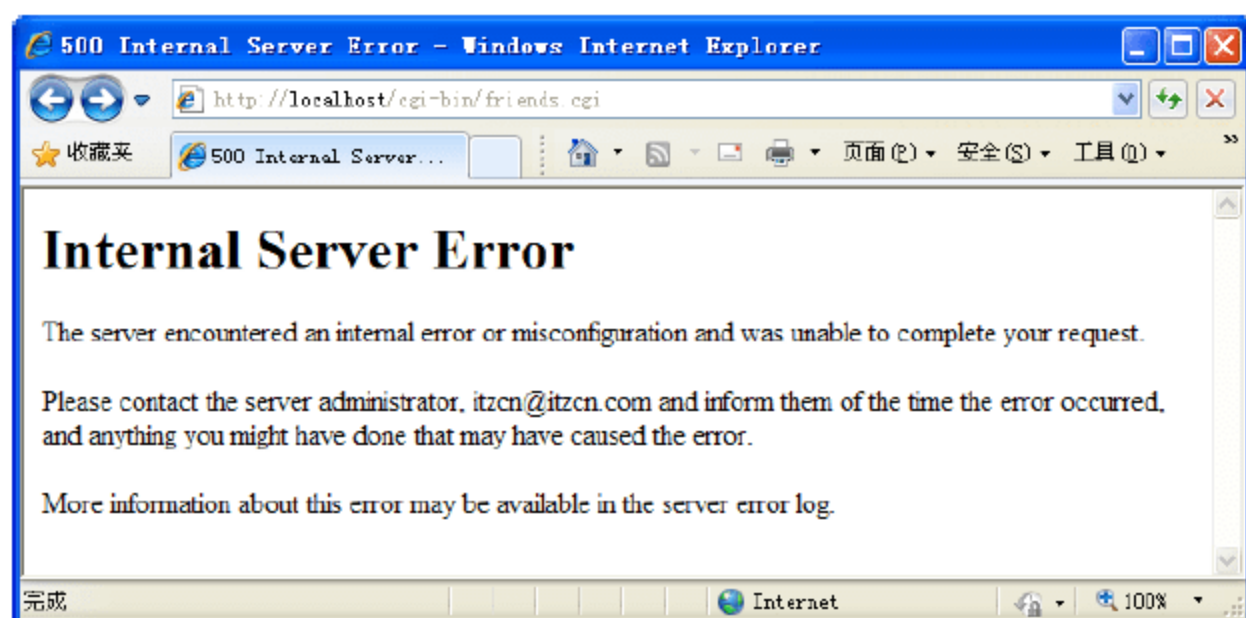 500 Internal Server Error - Windows Internet Explorer
http://localhost/cgi-bin/friends.cgi
收藏夹
500 Internal Server...
页面(P)
安全(S)
工具(O)
»
Internal Server Error
The server encountered an internal error or misconfiguration and was unable to complete your request.
Please contact the server administrator, itzcn@itzcn.com and inform them of the time the error occurred,
and anything you might have done that may have caused the error.
More information about this error may be available in the server error log.
完成
Internet
100%